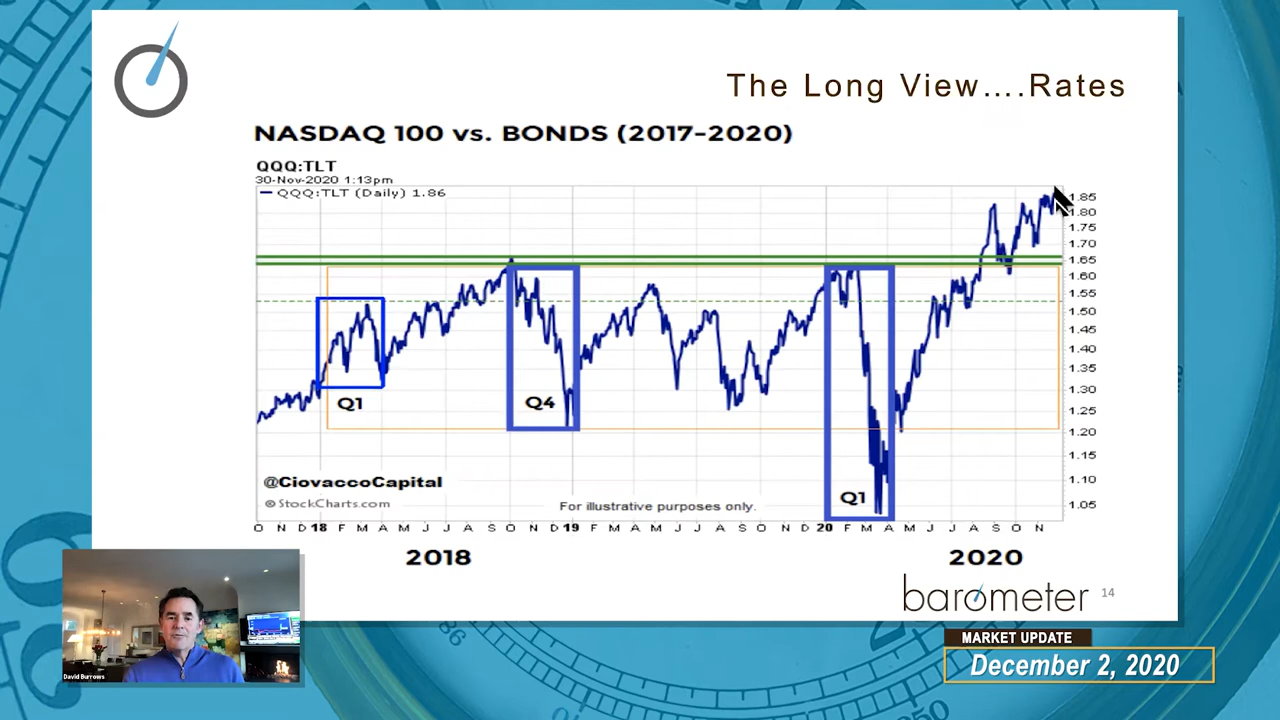 The Long View....Rates
NASDAQ 100 vs. BONDS (2017-2020)
QQQ:TLT
30-Nov-2020 1:13pm
QQQ:TLT (Daily) 1.86
1.85
1.80
1.75
1.70
1.65
1.60
1.55
1.50
1.45
1.40
1.35
1.30
1.25
1.20
1.15
1.10
1.05
Q1
Q4
Q1
@CiovaccoCapital
© StockCharts.com
For illustrative purposes only.
O N D 18 F M A M J J A S O N D 19 F M A M J J A S O N D 20 F M A M J J A S O N
2018 2020
barometer 14
MARKET UPDATE
December 2, 2020
David Burrows
86
250